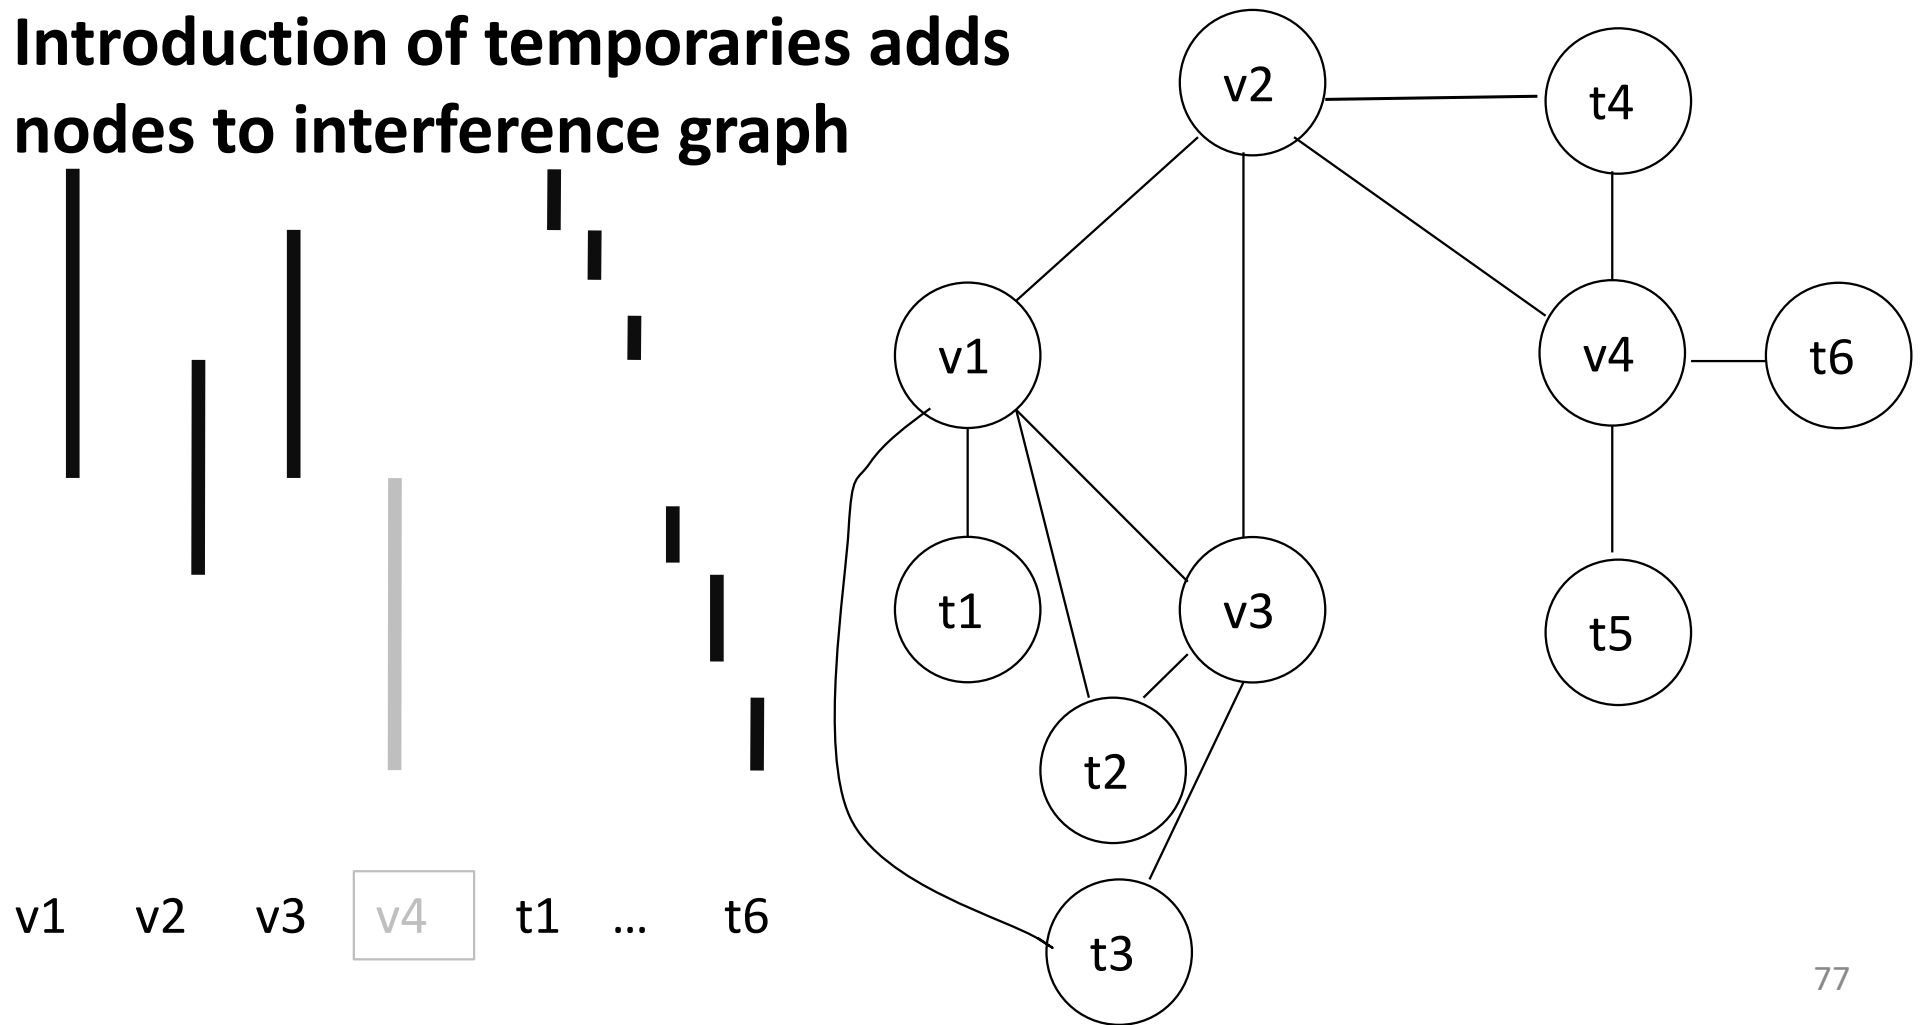 Introduction of temporaries adds
nodes to interference graph
v2
t4
v1
v4
t6
t1
v3
t5
t2
t3
v1 v2 v3 v4 t1 ... t6
77